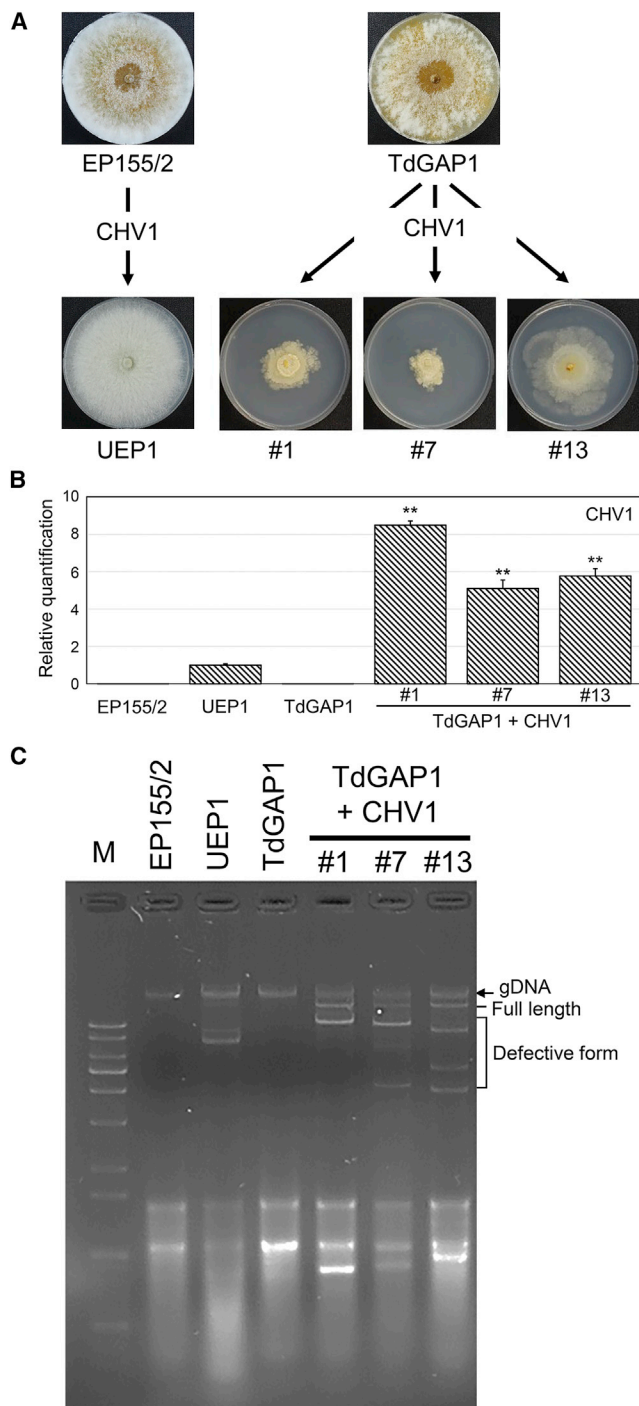 A
EP155/2 TdGAP1
CHV1 CHV1
UEP1 #1 #7 #13
B
Relative quantification
10
8
6
4
2
0
CHV1
** ** **
EP155/2 UEP1 TdGAP1 #1 #7 #13
TdGAP1 + CHV1
C
M EP155/2 UEP1 TdGAP1 TdGAP1
+ CHV1
#1 #7 #13
gDNA
Full length
Defective form